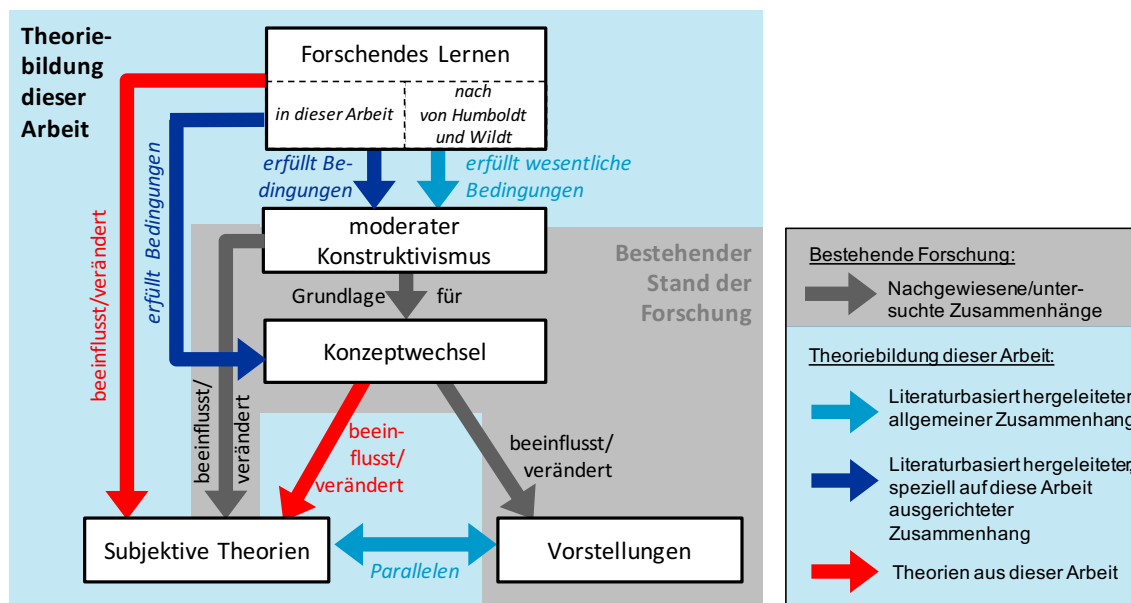 Theorie-
bildung
dieser
Arbeit
Forschendes Lernen
in dieser Arbeit
nach
von Humboldt
und Wildt
erfüllt Be-
dingungen
erfüllt wesentliche
Bedingungen
beeinflusst/verändert
erfüllt Bedingungen
moderater
Konstruktivismus
Bestehender
Stand der
Forschung
Grundlage für
Konzeptwechsel
beeinflusst/
verändert
beein-
flusst/
verändert
beeinflusst/
verändert
Subjektive Theorien
Parallelen
Vorstellungen
Bestehende Forschung:
Nachgewiesene/unter-
suchte Zusammenhänge
Theoriebildung dieser Arbeit:
Literaturbasiert hergeleiteter
allgemeiner Zusammenhang
Literaturbasiert hergeleiteter,
speziell auf diese Arbeit
ausgerichteter
Zusammenhang
Theorien aus dieser Arbeit